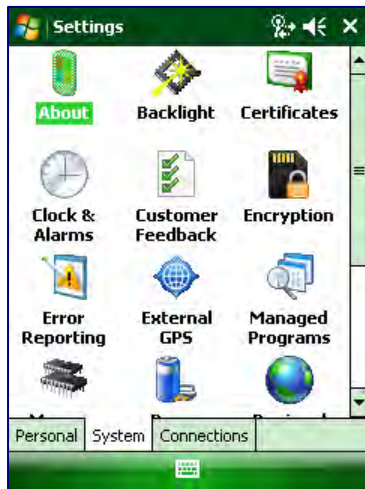 Settings
About
Backlight
Certificates
Clock &
Alarms
Customer
Feedback
Encryption
Error
Reporting
External
GPS
Managed
Programs
Personal
System
Connections